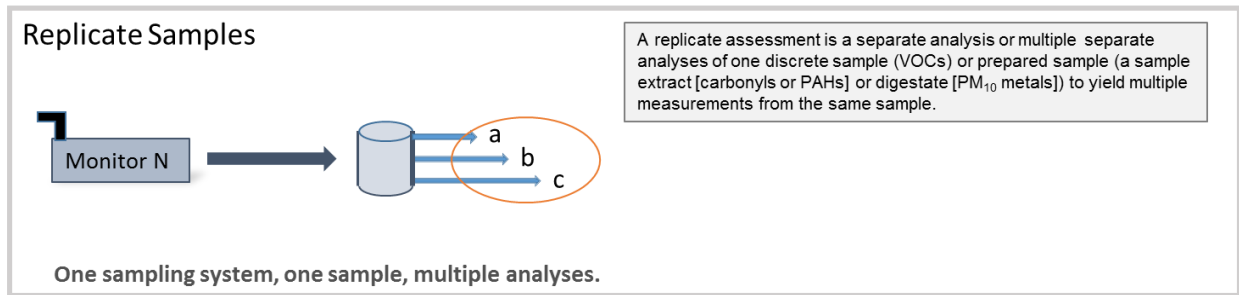 Replicate Samples
A replicate assessment is a separate analysis or multiple separate
analyses of one discrete sample (VOCs) or prepared sample (a sample
extract [carbonyls or PAHs] or digestate [PM₁₀ metals]) to yield multiple
measurements from the same sample.
Monitor N
a
b
c
One sampling system, one sample, multiple analyses.